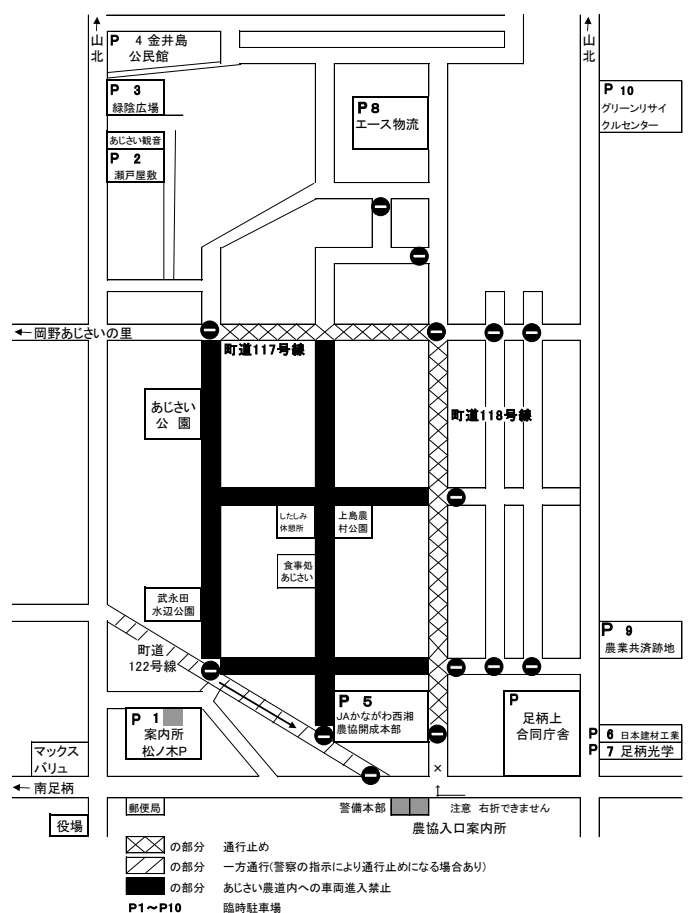 山北
山北
P 4 金井島
公民館
P 3
緑陰広場
あじさい観音
P 2
瀬戸屋敷
P 8
エース物流
P 10
グリーンリサイ
クルセンター
← 岡野あじさいの里
町道117号線
あじさい
公 園
町道118号線
したしみ
休憩所
上島農
村公園
食事処
あじさい
武永田
水辺公園
町道
122号線
P 9
農業共済跡地
P 1
案内所
松ノ木P
P 5
JAかながわ西湘
農協開成本部
P
足柄上
合同庁舎
P 6 日本建材工業
P 7 足柄光学
マックス
バリュ
← 南足柄
×
郵便局
警備本部
注意 右折できません
農協入口案内所
役場
の部分 通行止め
の部分 一方通行(警察の指示により通行止めになる場合あり)
の部分 あじさい農道内への車両進入禁止
P1～P10 臨時駐車場